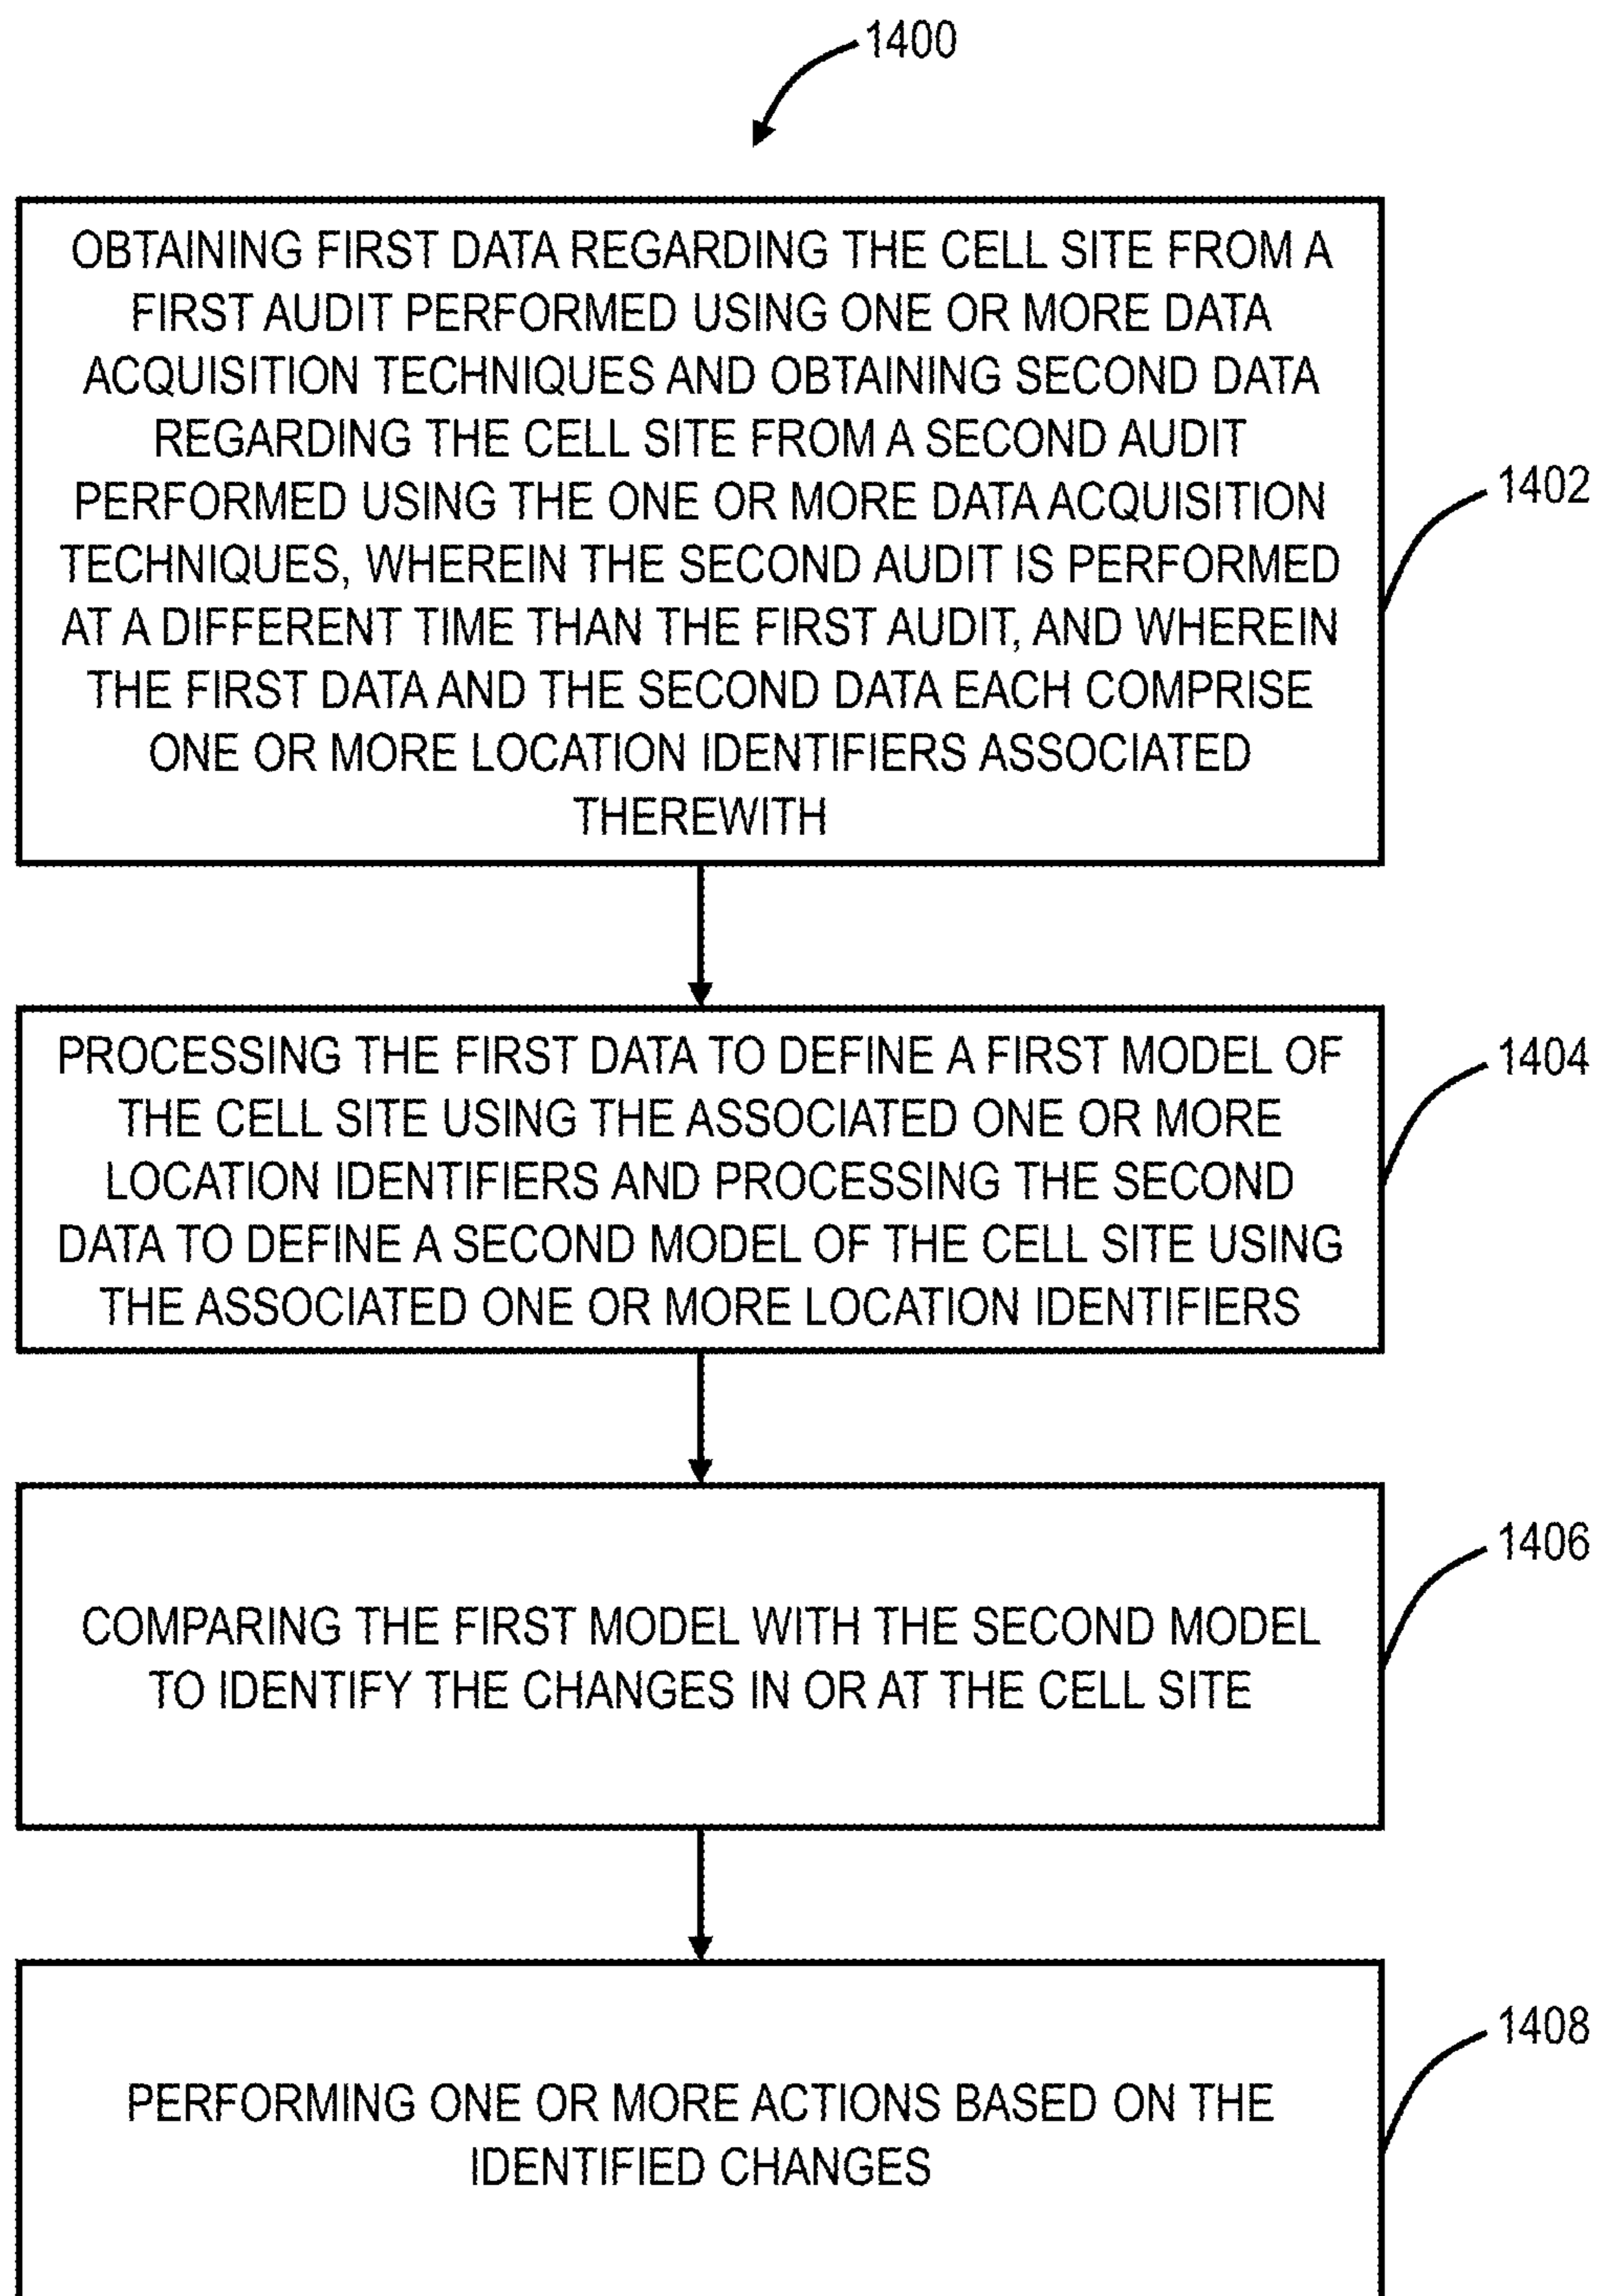 1400
OBTAINING FIRST DATA REGARDING THE CELL SITE FROM A
FIRST AUDIT PERFORMED USING ONE OR MORE DATA
ACQUISITION TECHNIQUES AND OBTAINING SECOND DATA
REGARDING THE CELL SITE FROM A SECOND AUDIT
PERFORMED USING THE ONE OR MORE DATA ACQUISITION
TECHNIQUES, WHEREIN THE SECOND AUDIT IS PERFORMED
AT A DIFFERENT TIME THAN THE FIRST AUDIT, AND WHEREIN
THE FIRST DATA AND THE SECOND DATA EACH COMPRISE
ONE OR MORE LOCATION IDENTIFIERS ASSOCIATED
THEREWITH
1402
PROCESSING THE FIRST DATA TO DEFINE A FIRST MODEL OF
THE CELL SITE USING THE ASSOCIATED ONE OR MORE
LOCATION IDENTIFIERS AND PROCESSING THE SECOND
DATA TO DEFINE A SECOND MODEL OF THE CELL SITE USING
THE ASSOCIATED ONE OR MORE LOCATION IDENTIFIERS
1404
COMPARING THE FIRST MODEL WITH THE SECOND MODEL
TO IDENTIFY THE CHANGES IN OR AT THE CELL SITE
1406
PERFORMING ONE OR MORE ACTIONS BASED ON THE
IDENTIFIED CHANGES
1408